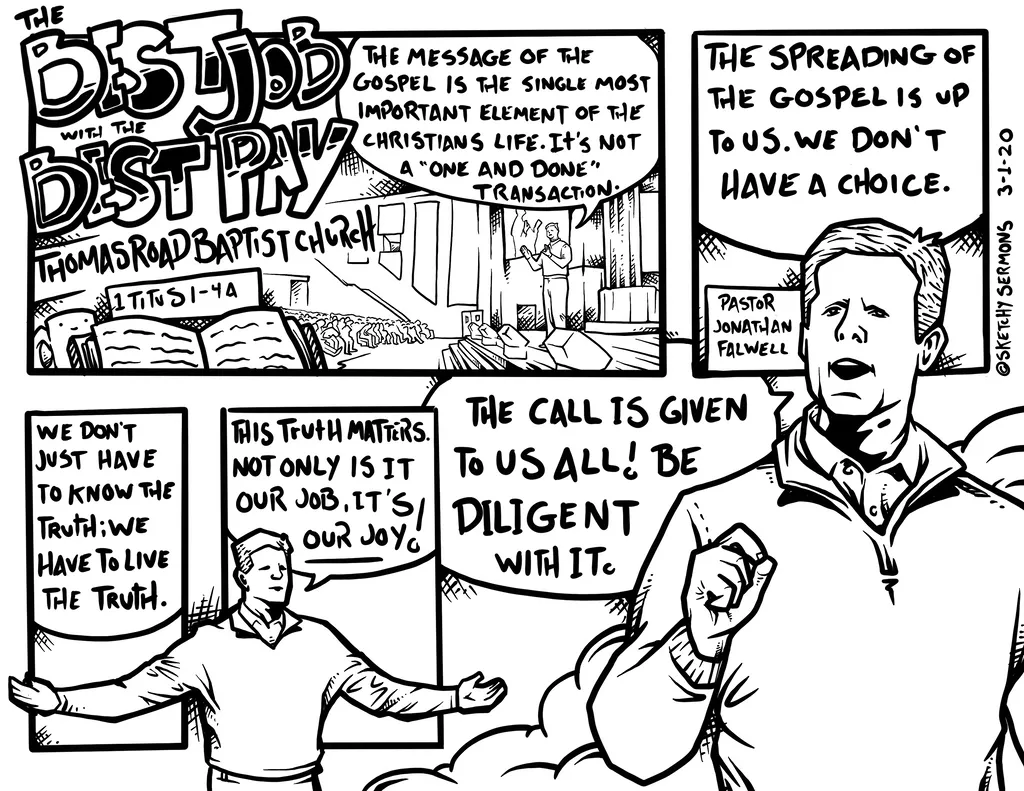 THE
BEST JOB
WITH THE
BEST PAY
THOMAS ROAD BAPTIST CHURCH
1 TITUS 1-4A
THE MESSAGE OF THE
GOSPEL IS THE SINGLE MOST
IMPORTANT ELEMENT OF THE
CHRISTIANS LIFE. IT'S NOT
A "ONE AND DONE"
TRANSACTION.
THE SPREADING OF
THE GOSPEL IS UP
TO US. WE DON'T
HAVE A CHOICE.
PASTOR
JONATHAN
FALWELL
@SKETCHYSERMONS 3-1-20
WE DON'T
JUST HAVE
TO KNOW THE
TRUTH; WE
HAVE TO LIVE
THE TRUTH.
THIS TRUTH MATTERS.
NOT ONLY IS IT
OUR JOB, IT'S
OUR JOY!
THE CALL IS GIVEN
TO US ALL! BE
DILIGENT
WITH IT.